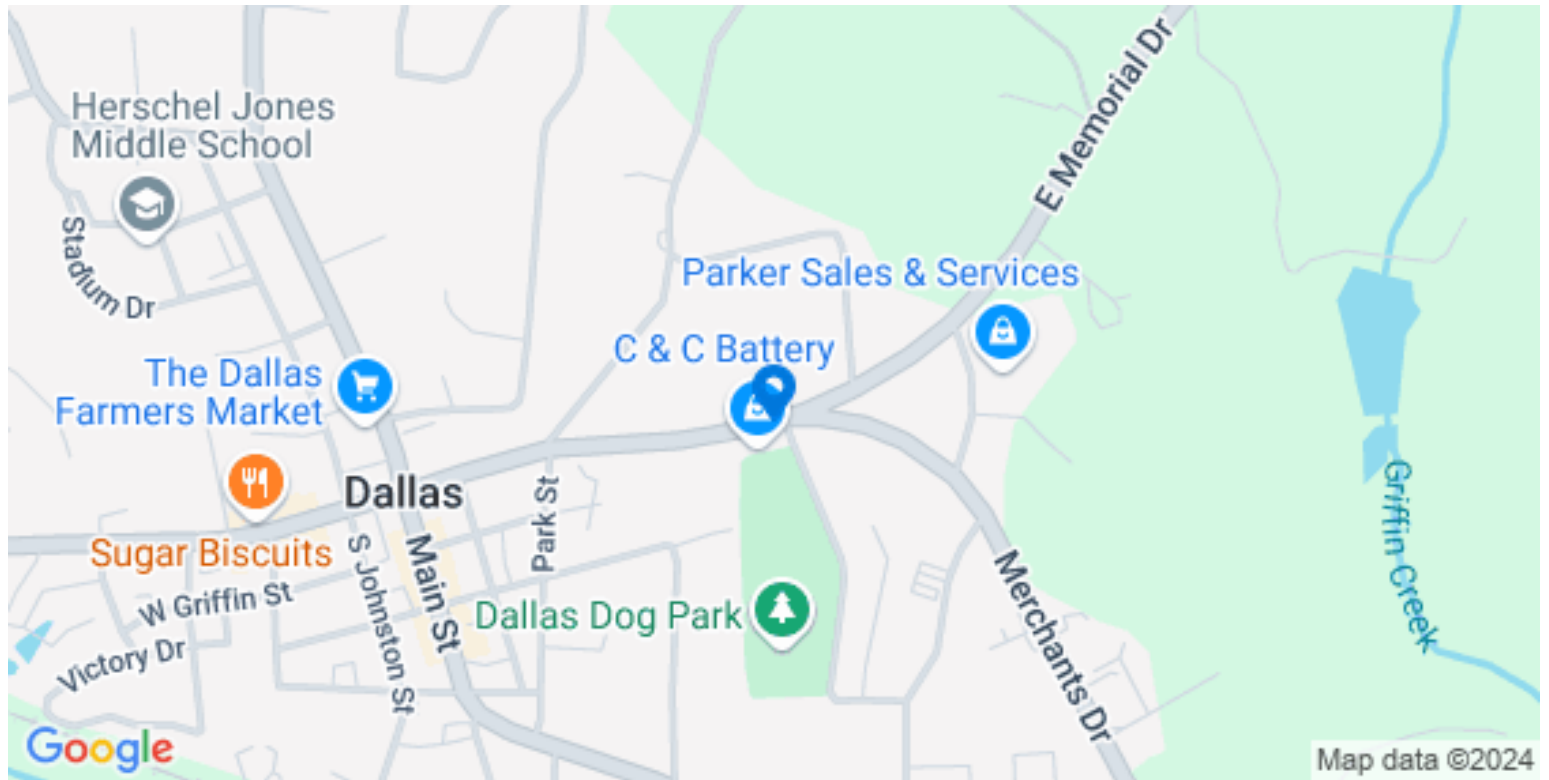 Herschel Jones
Middle School
E Memorial Dr
Stadium Dr
Parker Sales & Services
C & C Battery
The Dallas
Farmers Market
Dallas
Park St
Sugar Biscuits
S Johnston St
Main St
W Griffin St
Victory Dr
Dallas Dog Park
Merchants Dr
Griffin Creek
Google
Map data ©2024